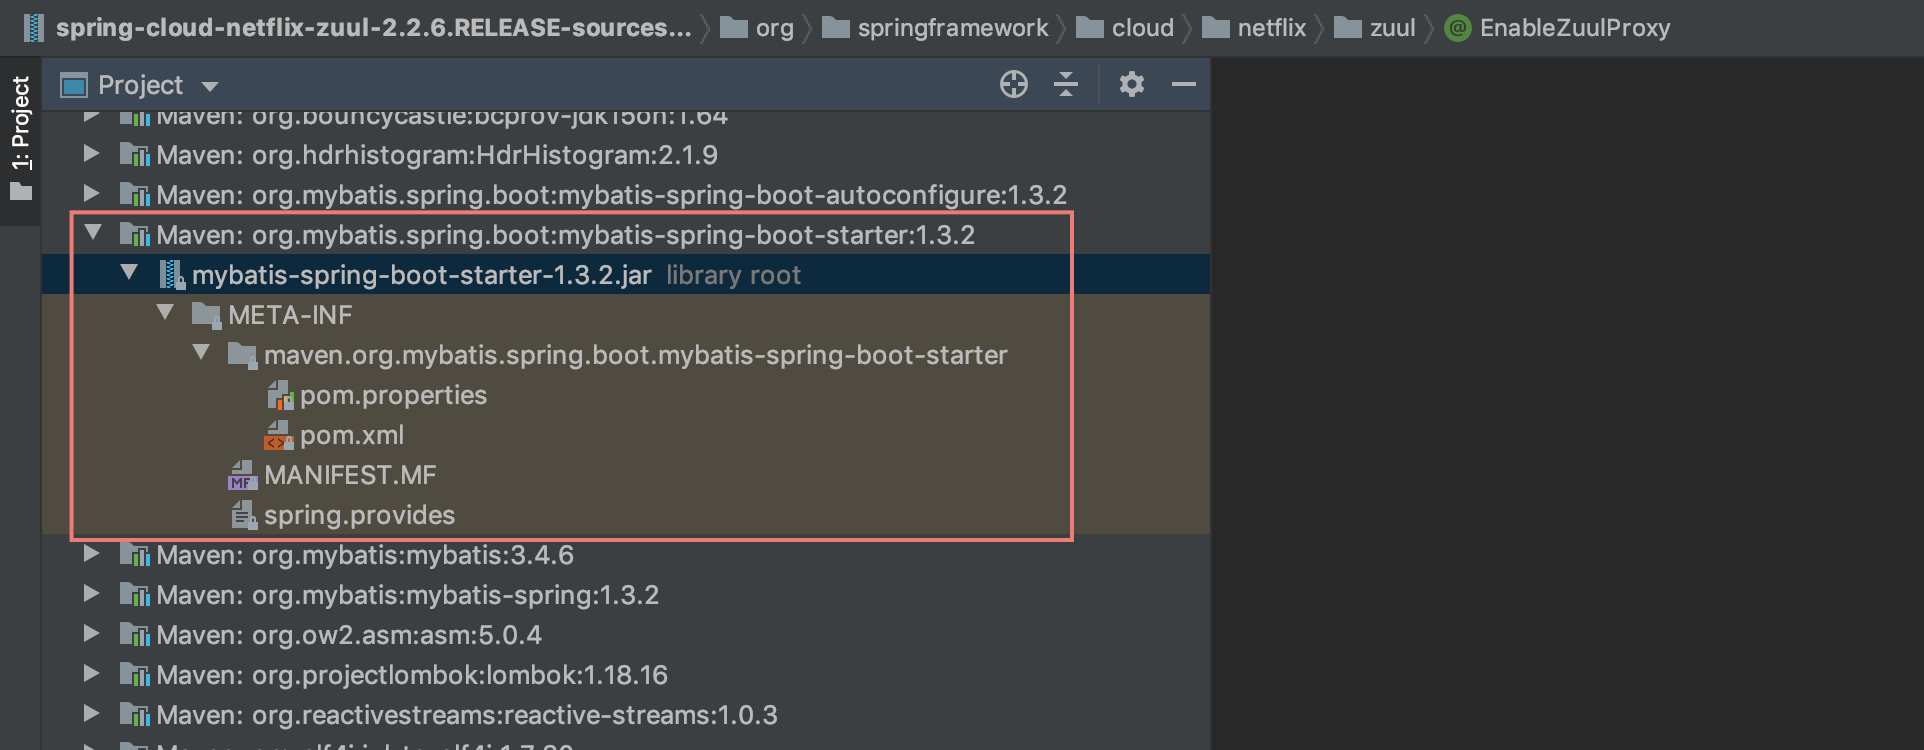 spring-cloud-netflix-zuul-2.2.6.RELEASE-sources... org springframework cloud netflix zuul @ EnableZuulProxy
1: Project
Project
Maven: org.bouncycastle:bcprov-jdk15on:1.64
Maven: org.hdrhistogram:HdrHistogram:2.1.9
Maven: org.mybatis.spring.boot:mybatis-spring-boot-autoconfigure:1.3.2
Maven: org.mybatis.spring.boot:mybatis-spring-boot-starter:1.3.2
mybatis-spring-boot-starter-1.3.2.jar library root
META-INF
maven.org.mybatis.spring.boot.mybatis-spring-boot-starter
pom.properties
pom.xml
MF MANIFEST.MF
spring.provides
Maven: org.mybatis:mybatis:3.4.6
Maven: org.mybatis:mybatis-spring:1.3.2
Maven: org.ow2.asm:asm:5.0.4
Maven: org.projectlombok:lombok:1.18.16
Maven: org.reactivestreams:reactive-streams:1.0.3